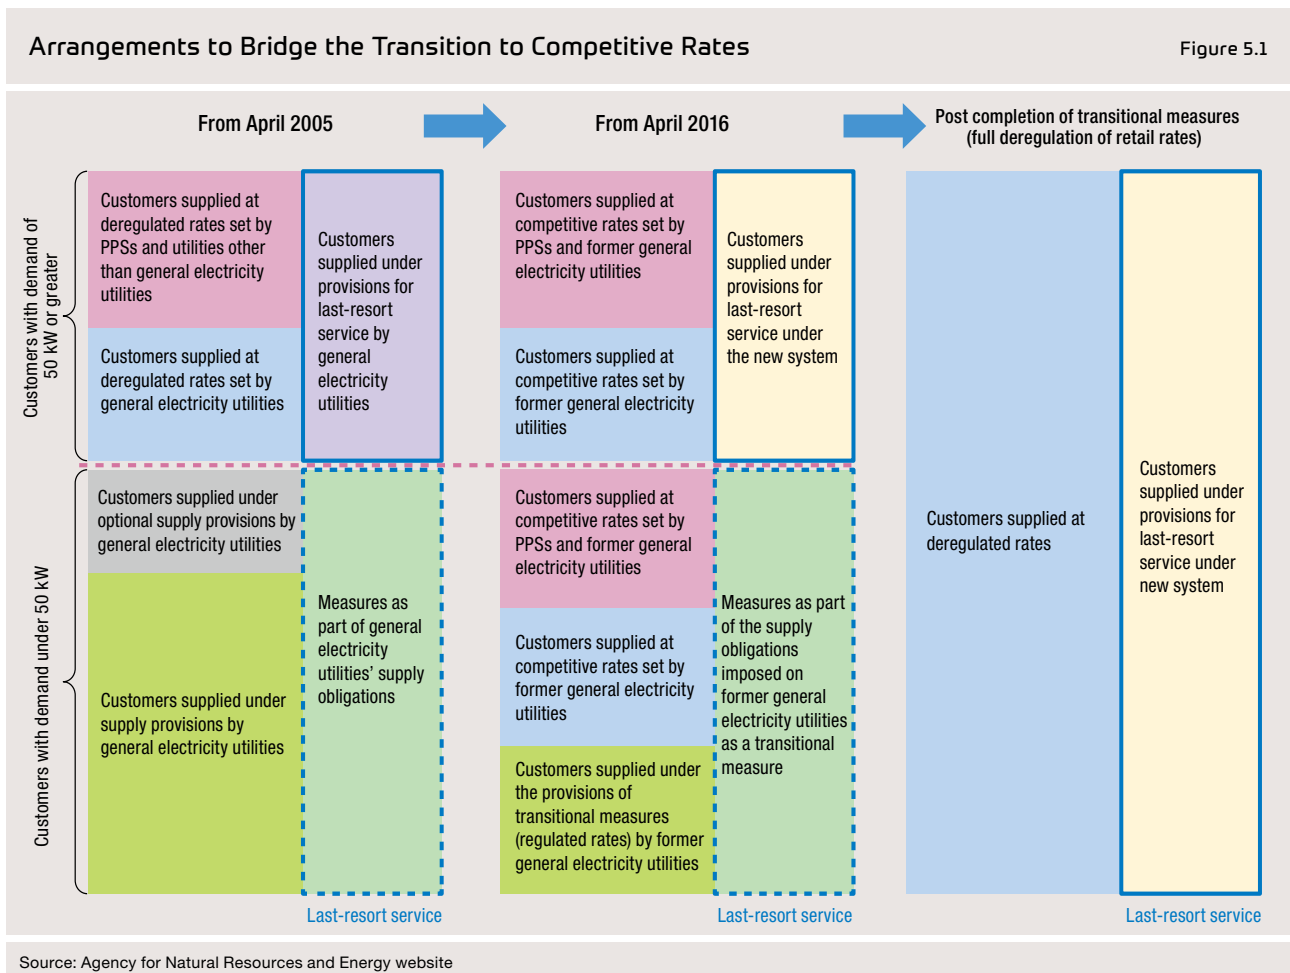 Arrangements to Bridge the Transition to Competitive Rates
Figure 5.1
From April 2005
From April 2016
Post completion of transitional measures
(full deregulation of retail rates)
Customers with demand of
50 kW or greater
Customers supplied at
deregulated rates set by
PPSs and utilities other
than general electricity
utilities
Customers supplied at
deregulated rates set by
general electricity utilities
Customers
supplied under
provisions for
last-resort
service by
general
electricity
utilities
Customers supplied at
competitive rates set by
PPSs and former general
electricity utilities
Customers supplied at
competitive rates set by
former general electricity
utilities
Customers
supplied under
provisions for
last-resort
service under
the new system
Customers with demand under 50 kW
Customers supplied under
optional supply provisions by
general electricity utilities
Customers supplied under
supply provisions by
general electricity utilities
Measures as
part of general
electricity
utilities’ supply
obligations
Customers supplied at
competitive rates set by
PPSs and former general
electricity utilities
Customers supplied at
competitive rates set by
former general electricity
utilities
Customers supplied under
the provisions of
transitional measures
(regulated rates) by former
general electricity utilities
Measures as part
of the supply
obligations
imposed on
former general
electricity utilities
as a transitional
measure
Customers supplied at
deregulated rates
Customers
supplied under
provisions for
last-resort
service under
new system
Last-resort service
Last-resort service
Last-resort service
Source: Agency for Natural Resources and Energy website